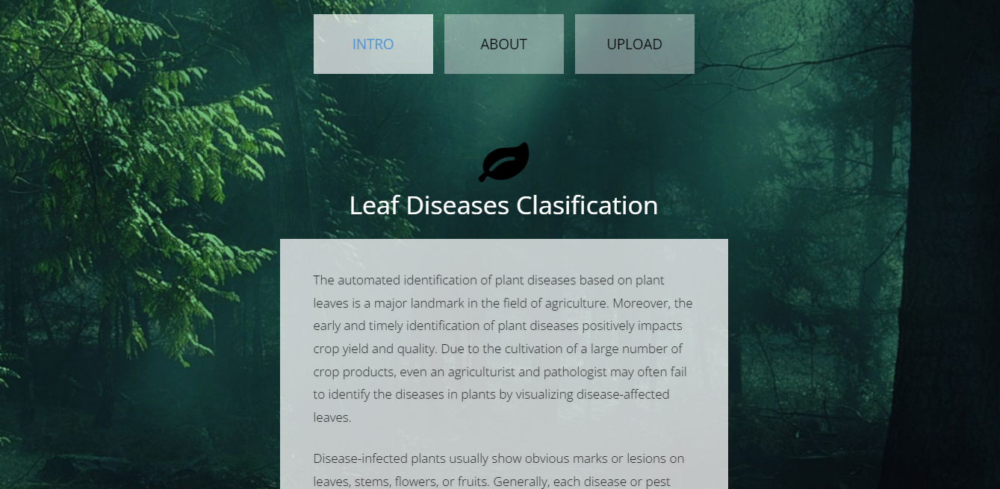 INTRO ABOUT UPLOAD
Leaf Diseases Clasification
The automated identification of plant diseases based on plant
leaves is a major landmark in the field of agriculture. Moreover, the
early and timely identification of plant diseases positively impacts
crop yield and quality. Due to the cultivation of a large number of
crop products, even an agriculturist and pathologist may often fail
to identify the diseases in plants by visualizing disease-affected
leaves.
Disease-infected plants usually show obvious marks or lesions on
leaves, stems, flowers, or fruits. Generally, each disease or pest